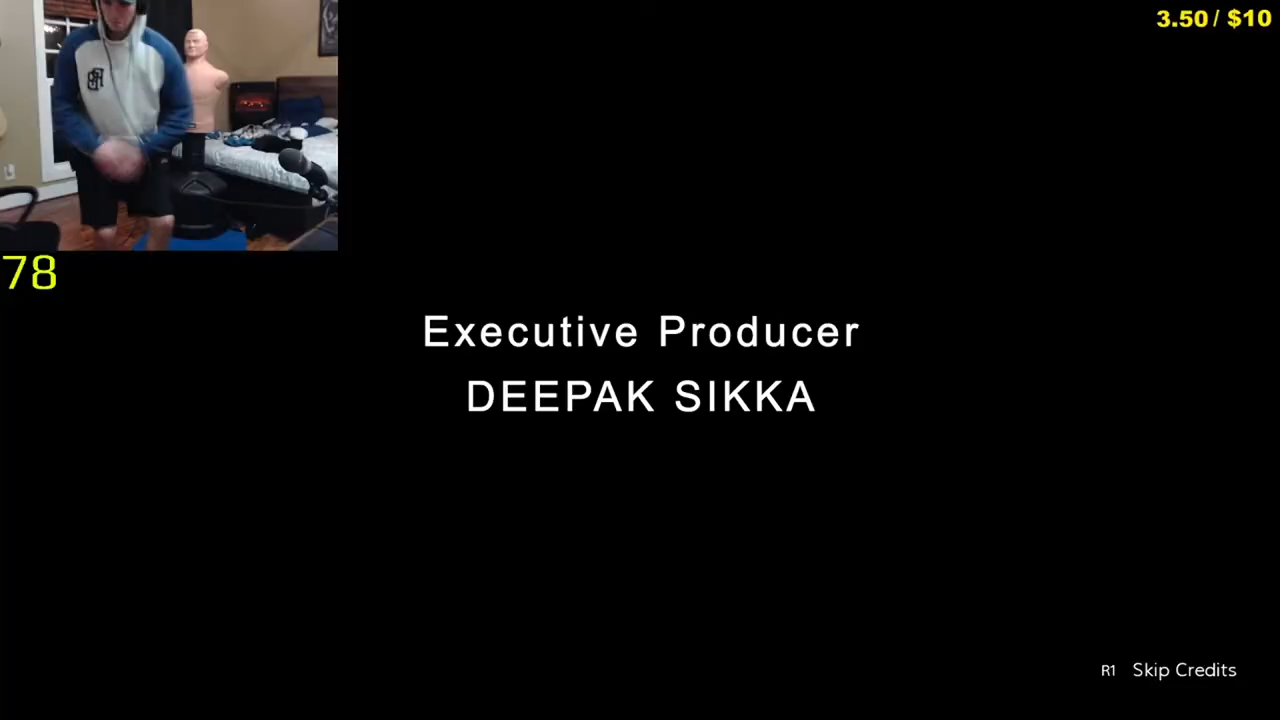 3.50 / $10
78
Executive Producer
DEEPAK SIKKA
R1 Skip Credits